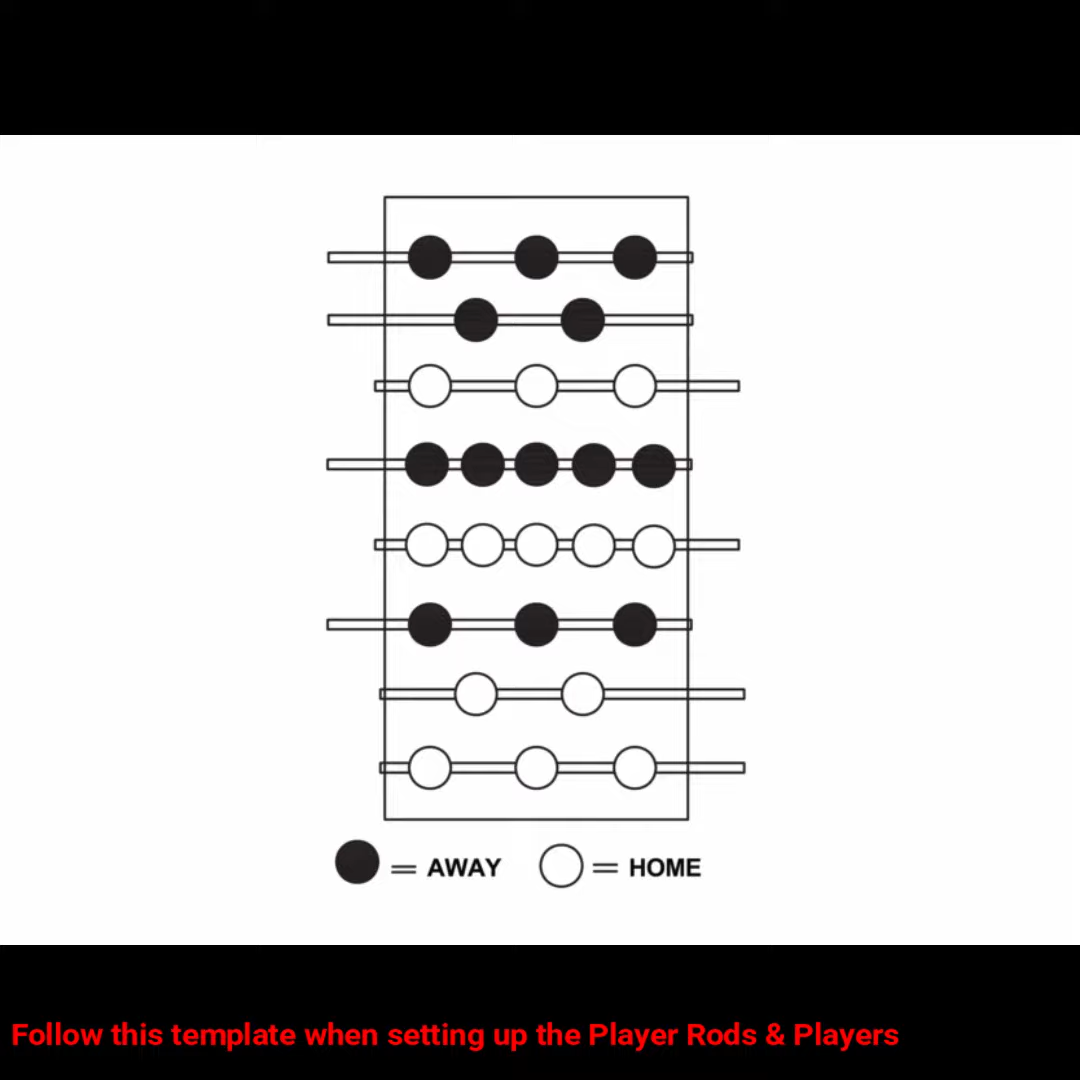 = AWAY = HOME
Follow this template when setting up the Player Rods & Players